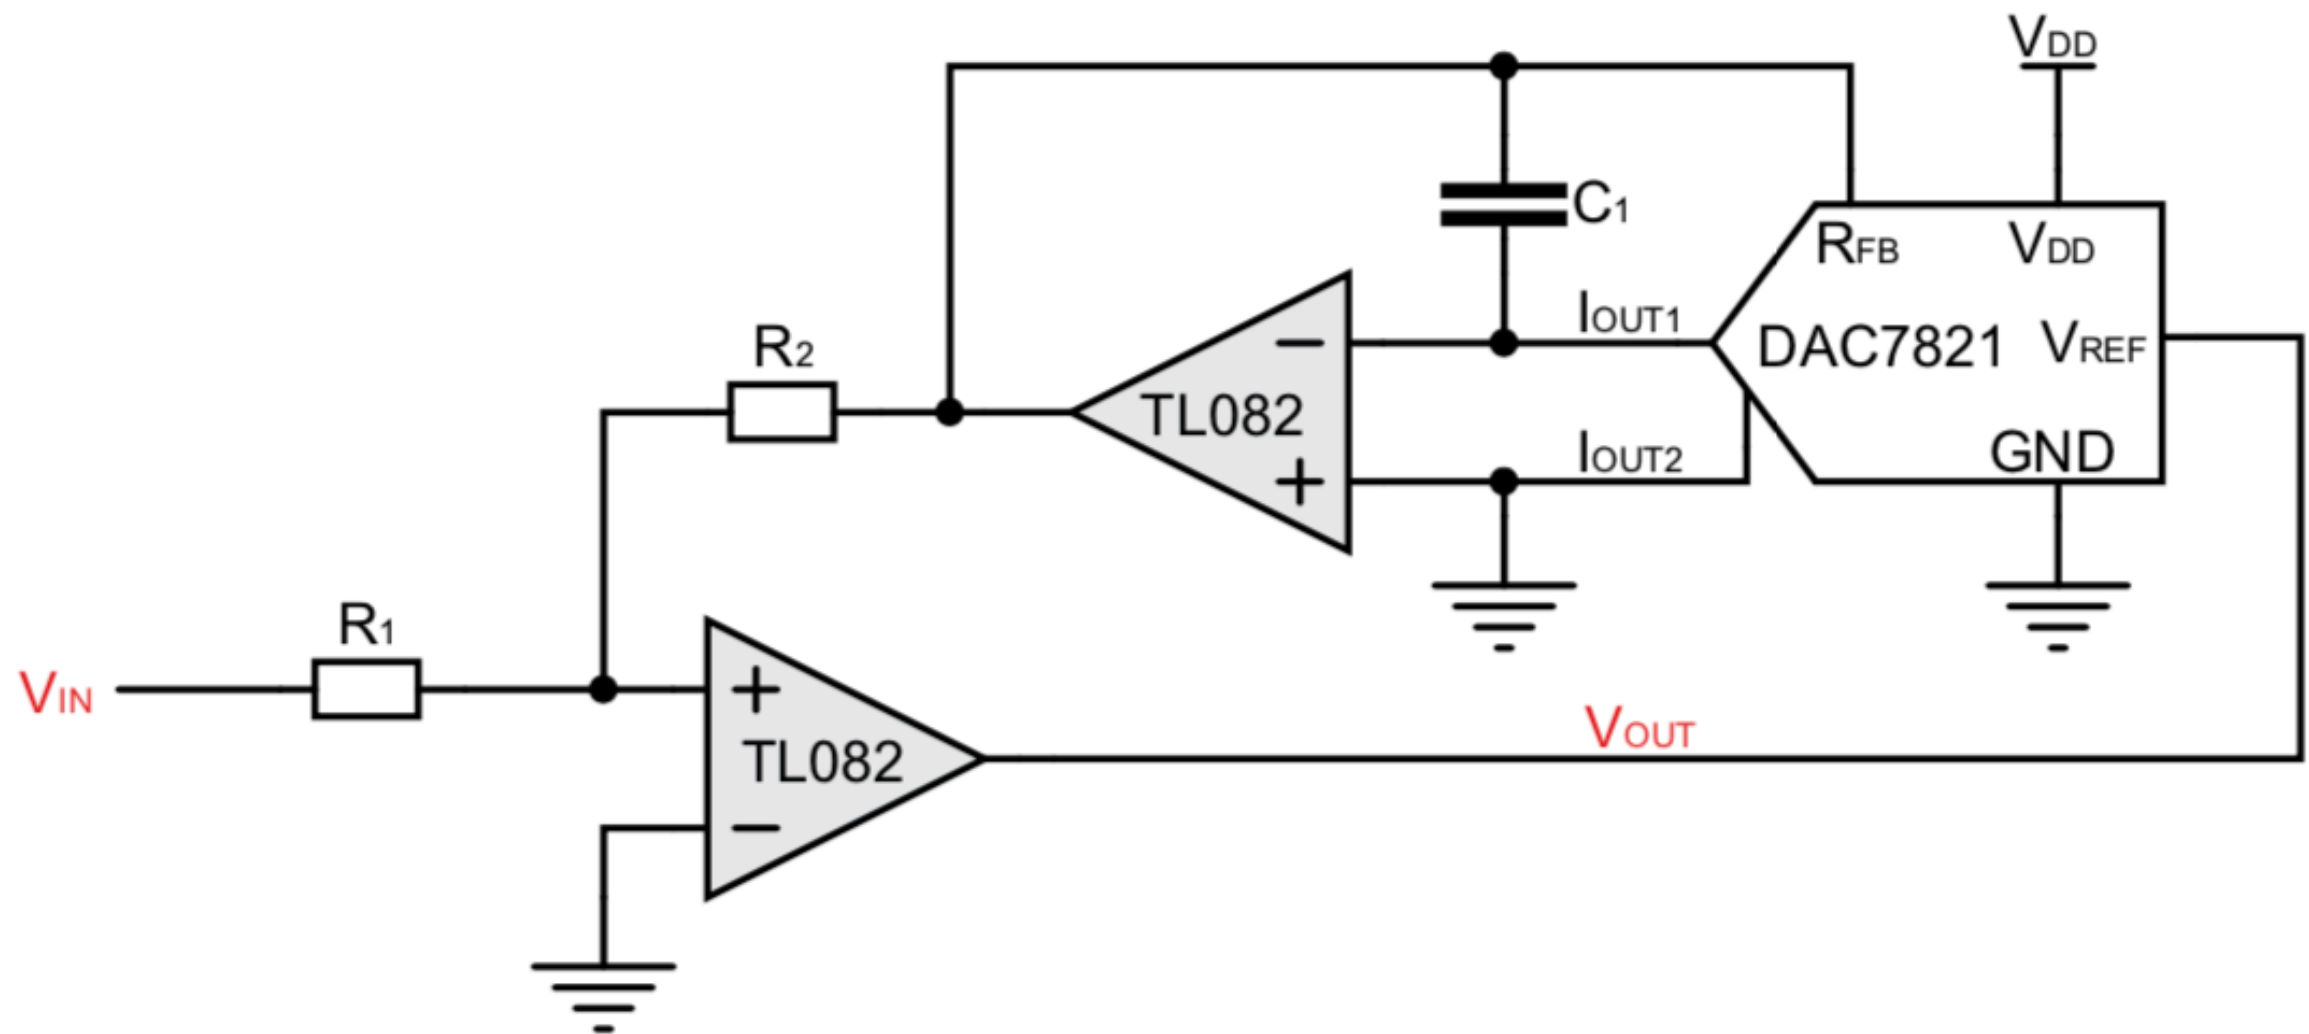 VDD
C1
RFB
VDD
IOUT1
DAC7821
VREF
R2
−
TL082
+
IOUT2
GND
R1
VIN
+
TL082
−
VOUT